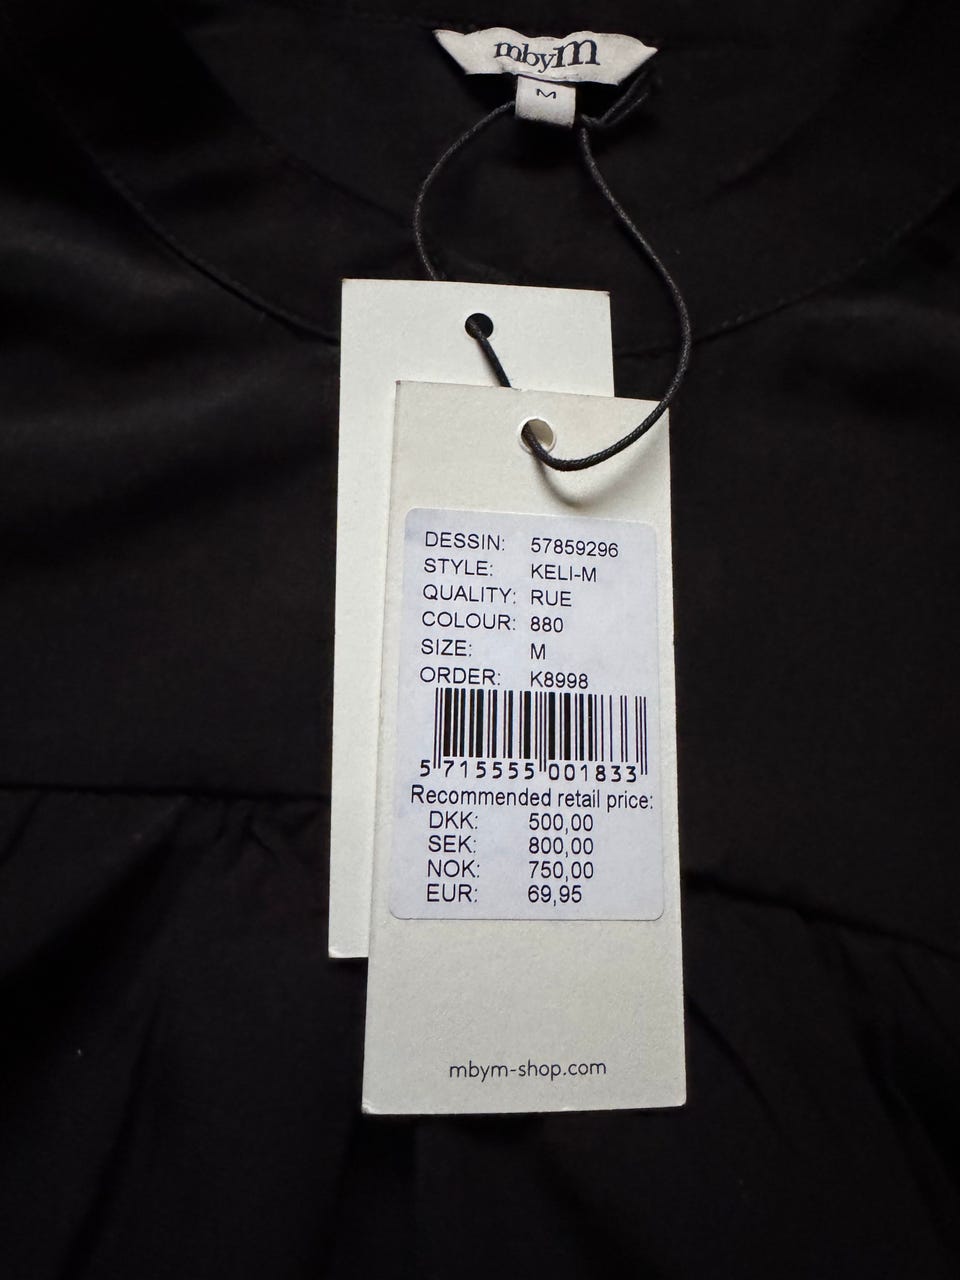 mbyM
M
DESSIN: 57859296
STYLE: KELI-M
QUALITY: RUE
COLOUR: 880
SIZE: M
ORDER: K8998
5 715555 001833
Recommended retail price:
DKK: 500,00
SEK: 800,00
NOK: 750,00
EUR: 69,95
mbym-shop.com